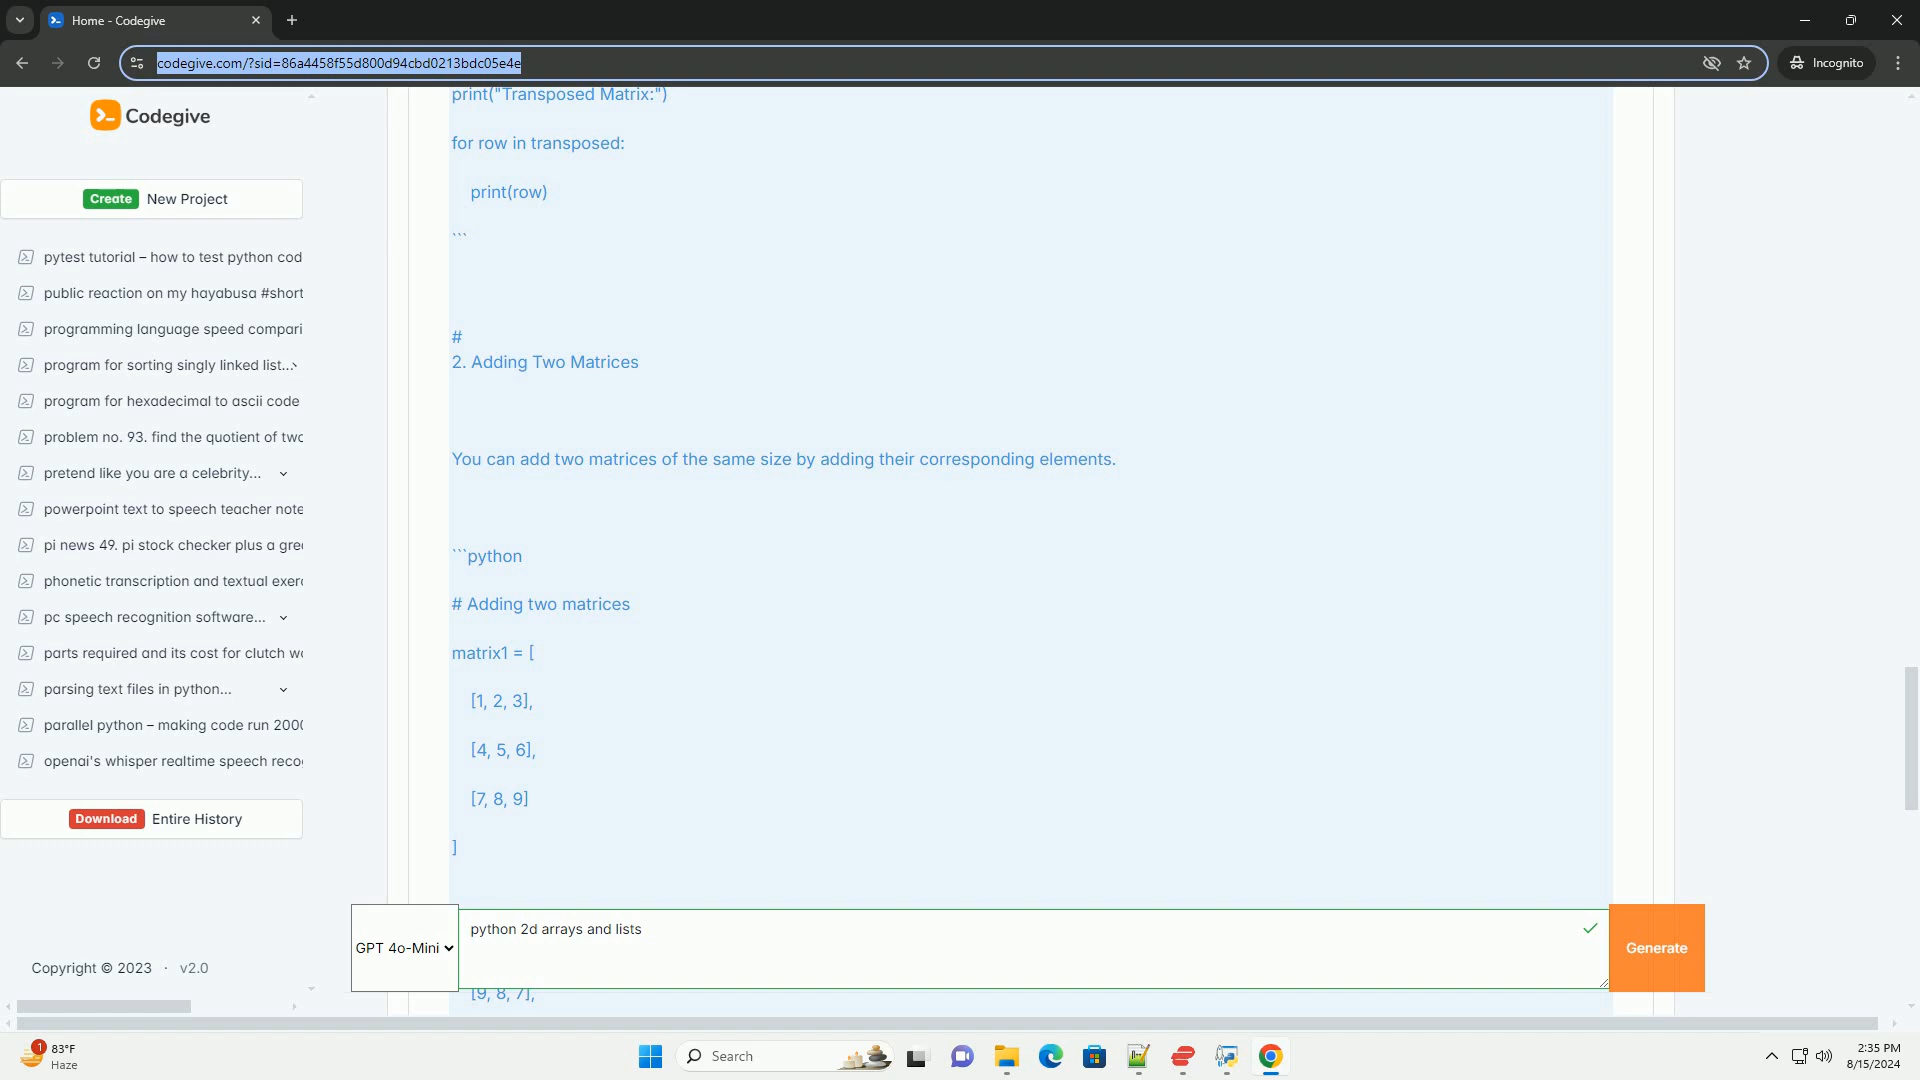 Home - Codegive
codegive.com/?sid=86a4458f55d800d94cbd0213bdc05e4e
Incognito
Codegive
Create New Project
pytest tutorial – how to test python cod
public reaction on my hayabusa #short
programming language speed compari
program for sorting singly linked list...
program for hexadecimal to ascii code
problem no. 93. find the quotient of two
pretend like you are a celebrity...
powerpoint text to speech teacher note
pi news 49. pi stock checker plus a gre
phonetic transcription and textual exer
pc speech recognition software...
parts required and its cost for clutch w
parsing text files in python...
parallel python – making code run 2000
openai's whisper realtime speech reco
Download Entire History
Copyright © 2023 · v2.0
print("Transposed Matrix:")
for row in transposed:
print(row)
```
#
2. Adding Two Matrices
You can add two matrices of the same size by adding their corresponding elements.
```python
# Adding two matrices
matrix1 = [
[1, 2, 3],
[4, 5, 6],
[7, 8, 9]
]
GPT 4o-Mini
python 2d arrays and lists
Generate
[9, 8, 7],
1
83°F
Haze
Search
2:35 PM
8/15/2024